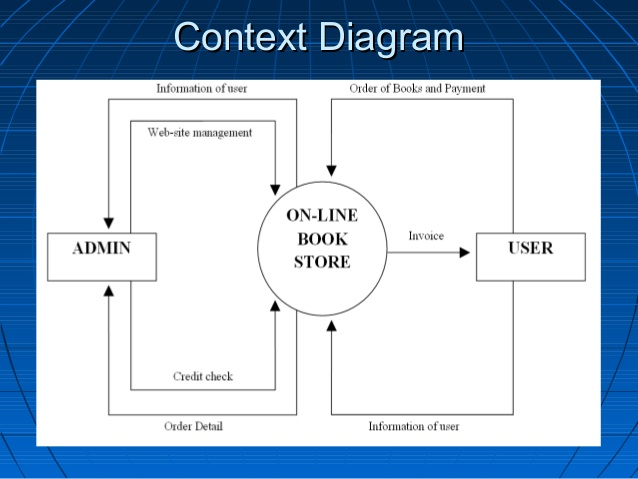 Context Diagram
Information of user
Order of Books and Payment
Web-site management
ON-LINE
BOOK
STORE
ADMIN
Invoice
USER
Credit check
Order Detail
Information of user